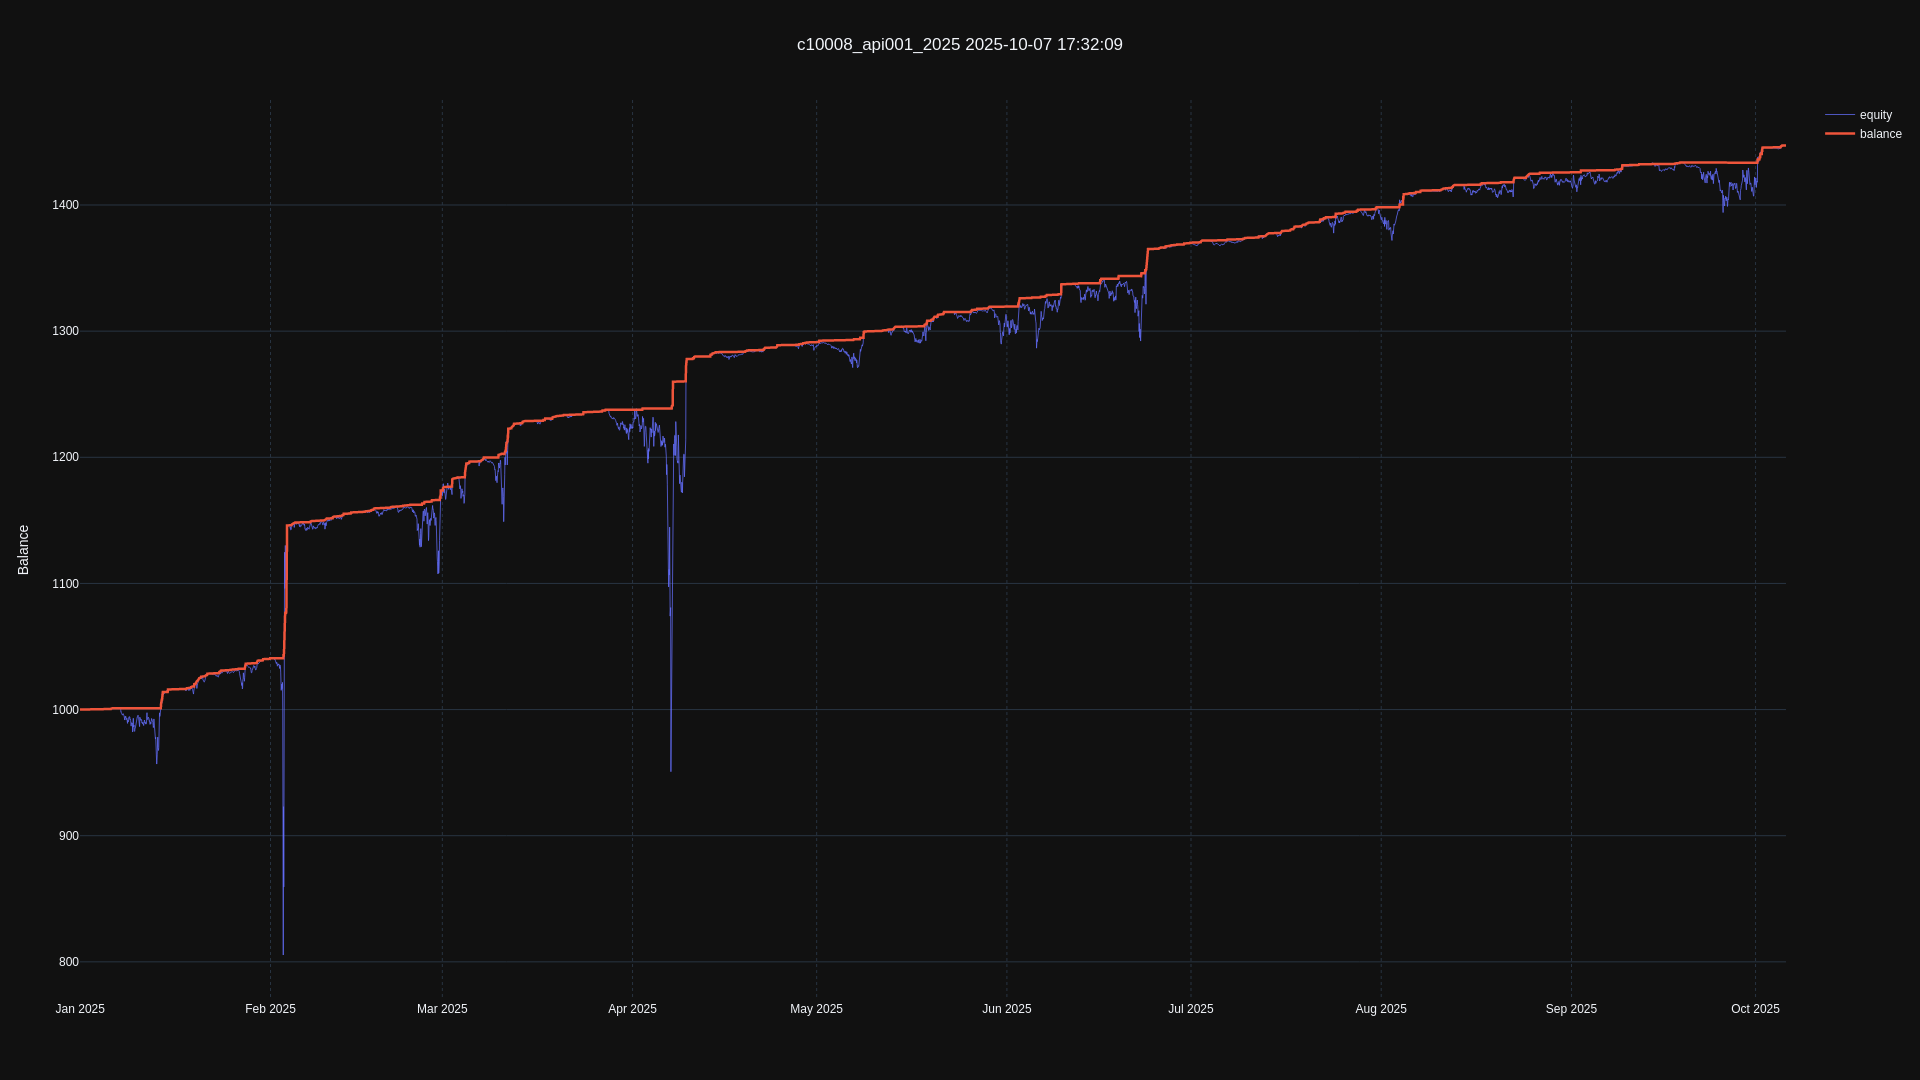 c10008_api001_2025 2025-10-07 17:32:09
equity
balance
Balance
1400
1300
1200
1100
1000
900
800
Jan 2025
Feb 2025
Mar 2025
Apr 2025
May 2025
Jun 2025
Jul 2025
Aug 2025
Sep 2025
Oct 2025